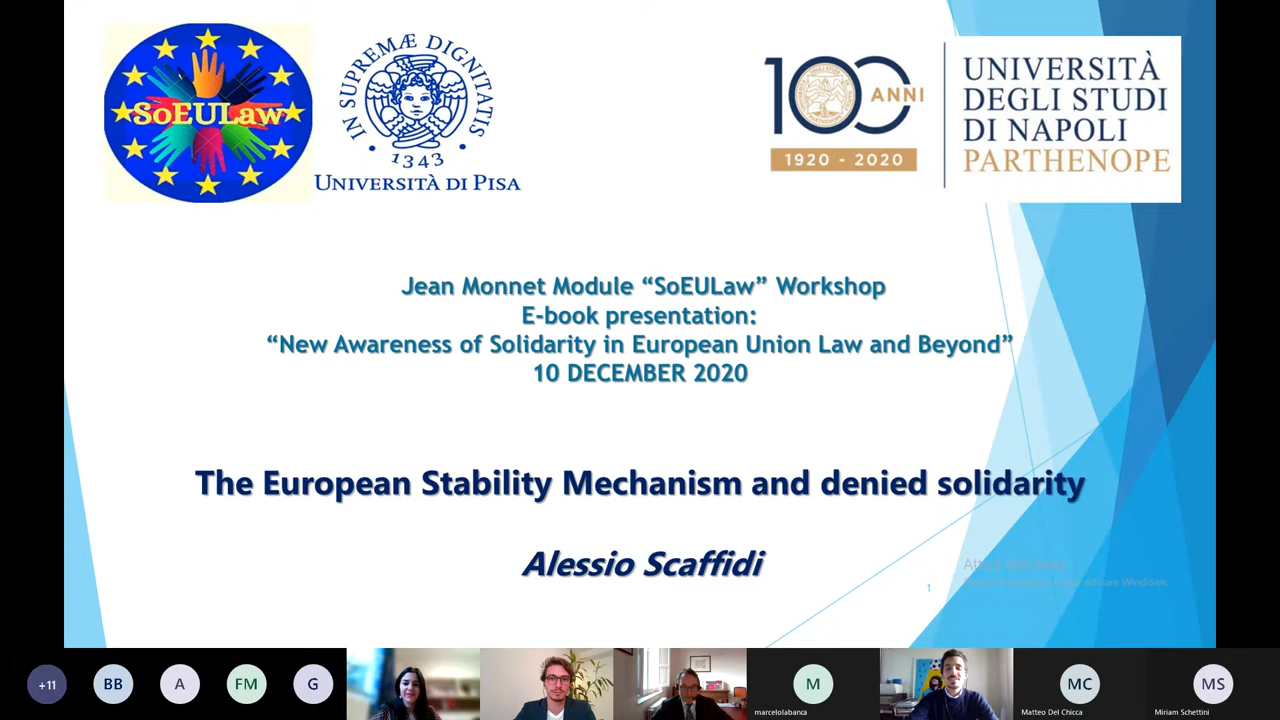 SoEULaw
IN SUPREMÆ DIGNITATIS
· 1343 ·
UNIVERSITÀ DI PISA
100 ANNI
1920 - 2020
UNIVERSITÀ
DEGLI STUDI
DI NAPOLI
PARTHENOPE
Jean Monnet Module “SoEULaw” Workshop
E-book presentation:
“New Awareness of Solidarity in European Union Law and Beyond”
10 DECEMBER 2020
The European Stability Mechanism and denied solidarity
Alessio Scaffidi
1
+11
BB
A
FM
G
M
marcelolabanca
MC
Matteo Del Chicca
MS
Miriam Schettini